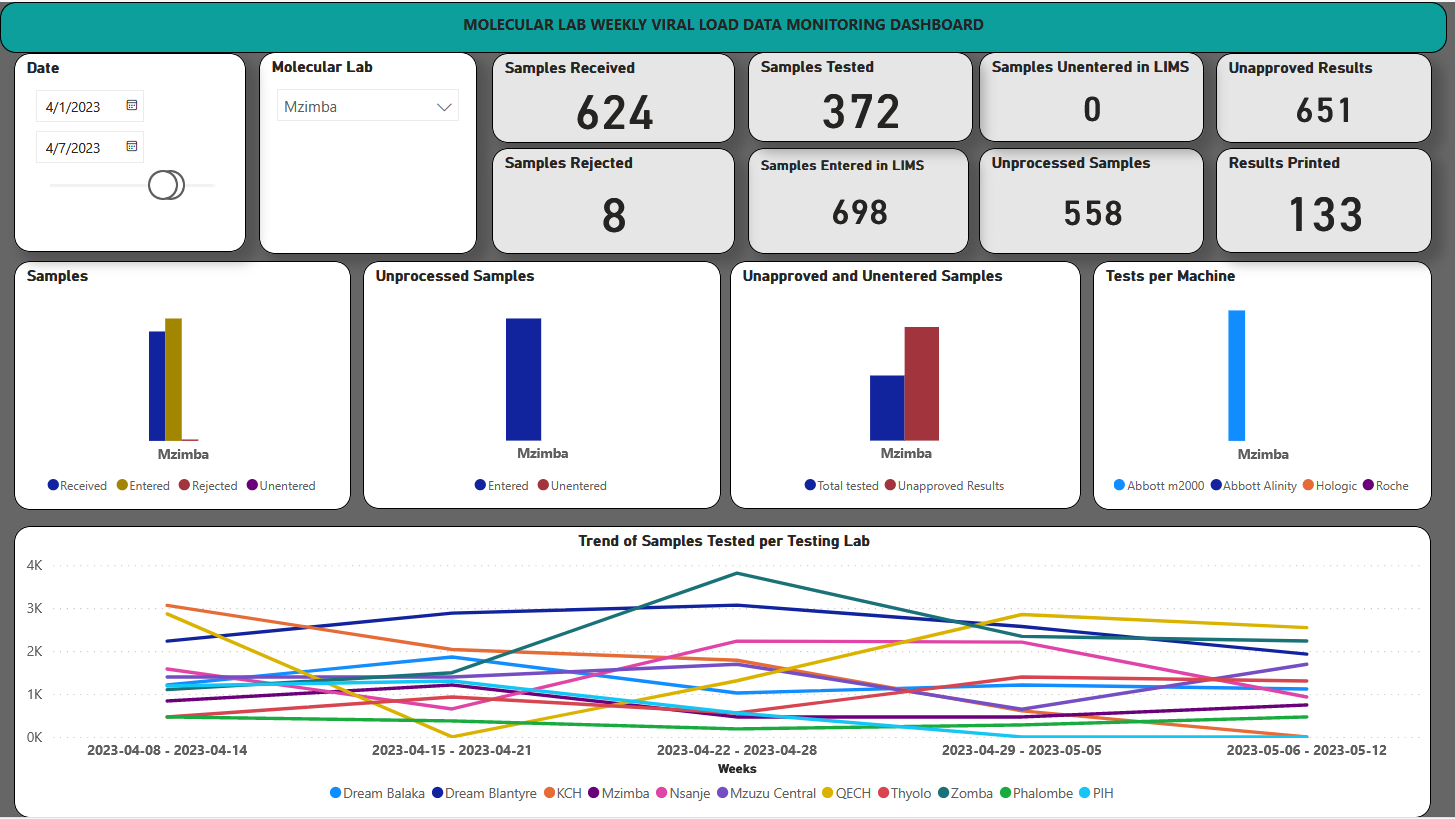 MOLECULAR LAB WEEKLY VIRAL LOAD DATA MONITORING DASHBOARD
Date
4/1/2023
4/7/2023
Molecular Lab
Mzimba
Samples Received
624
Samples Tested
372
Samples Unentered in LIMS
0
Unapproved Results
651
Samples Rejected
8
Samples Entered in LIMS
698
Unprocessed Samples
558
Results Printed
133
Samples
Mzimba
Received Entered Rejected Unentered
Unprocessed Samples
Mzimba
Entered Unentered
Unapproved and Unentered Samples
Mzimba
Total tested Unapproved Results
Tests per Machine
Mzimba
Abbott m2000 Abbott Alinity Hologic Roche
Trend of Samples Tested per Testing Lab
4K
3K
2K
1K
0K
2023-04-08 - 2023-04-14 2023-04-15 - 2023-04-21 2023-04-22 - 2023-04-28 2023-04-29 - 2023-05-05 2023-05-06 - 2023-05-12
Weeks
Dream Balaka Dream Blantyre KCH Mzimba Nsanje Mzuzu Central QECH Thyolo Zomba Phalombe PIH